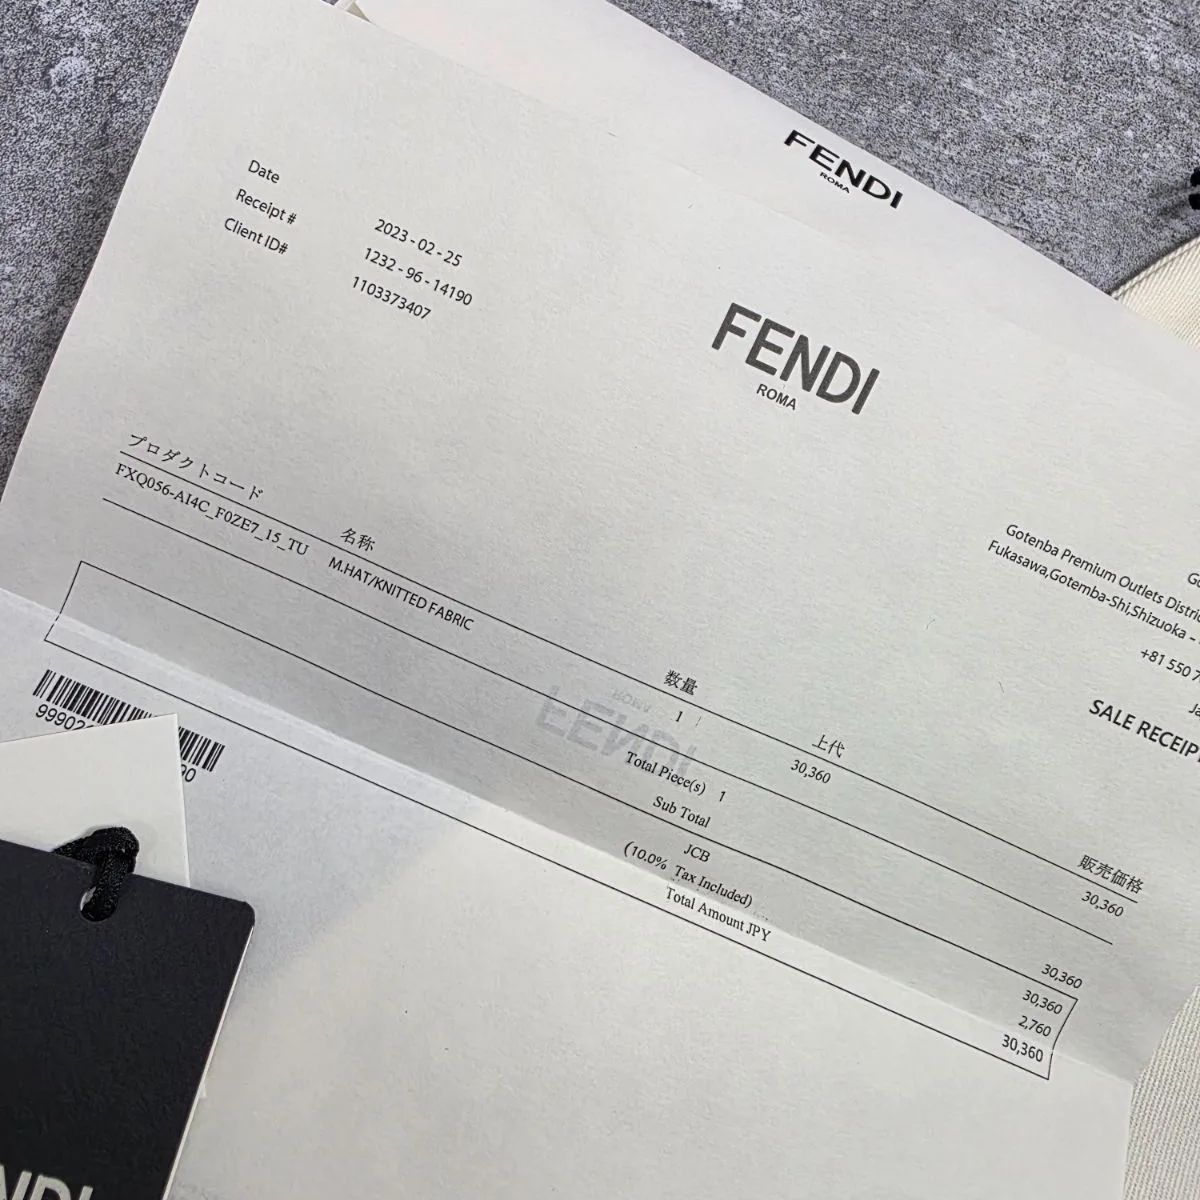 FENDI
ROMA
Date 2023 - 02 - 25
Receipt # 1232 - 96 - 14190
Client ID# 1103373407
FENDI
ROMA
Gotenba Premium Outlets
Fukasawa,Gotemba-Shi,Shizuoka -
+81 550
SALE RECEIPT
プロダクトコード 名称 数量 上代 販売価格
FXQ056-AI4C_F0ZE7_15_TU M.HAT/KNITTED FABRIC 1 30,360 30,360
Total Piece(s) 1
Sub Total 30,360
JCB 30,360
(10.0% Tax Included) 2,760
Total Amount JPY 30,360
FENDI
ROMA